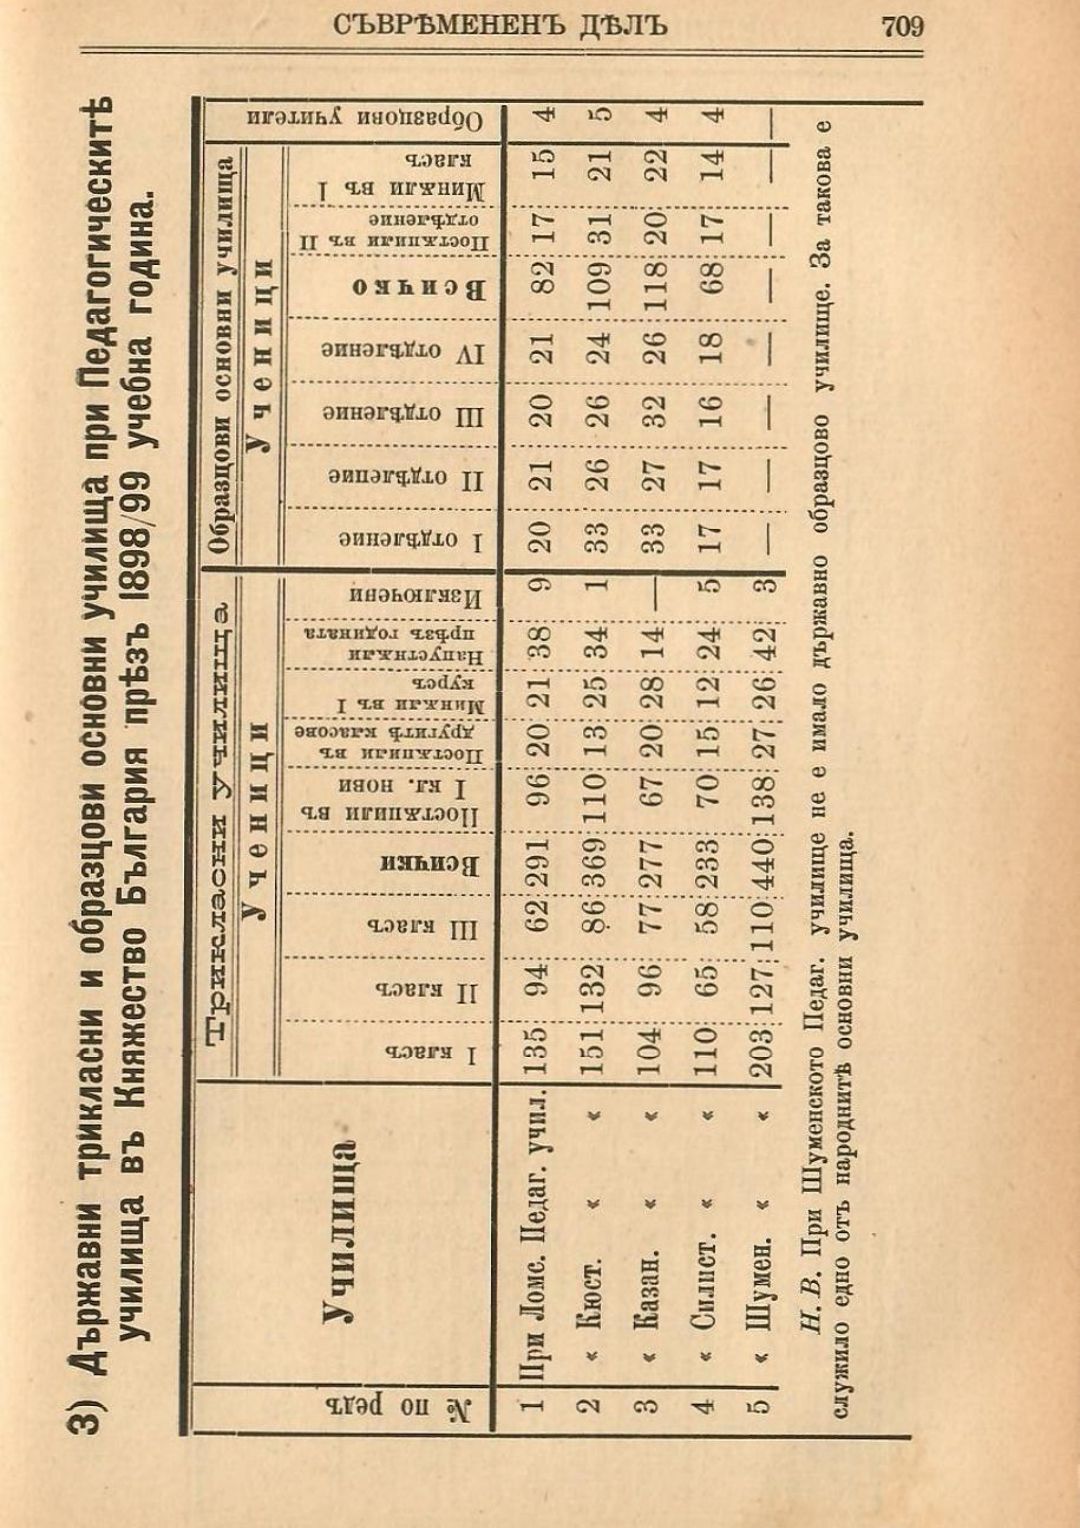 СЪВРѢМЕНЕНЪ ДѢЛЪ 709
3) Държавни трикласни и образцови основни училища при Педагогическитѣ
училища въ Княжество България прѣзъ 1898/99 учебна година.
№ по редъ
Училища
Трикласни училища
Ученици
I класъ
II класъ
III класъ
Всички
Постѫпили въ
I кл. нови
Постѫпили въ
другитѣ класове
Минѫли въ I
курсъ
Напустнѫли
прѣзъ годината
Изключени
Образцови основни училища
Ученици
I отдѣление
II отдѣление
III отдѣление
IV отдѣление
Всичко
Постѫпили въ II
отдѣление
Минѫли въ I
класъ
Образцови учители
1 При Ломс. Педаг. учил. 135 94 62 291 96 20 21 38 9 20 21 20 21 82 17 15 4
2 « Кюст. « « 151 132 86 369 110 13 25 34 1 33 26 26 24 109 31 21 5
3 « Казан. « « 104 96 77 277 67 20 28 14 — 33 27 32 26 118 20 22 4
4 « Силист. « « 110 65 58 233 70 15 12 24 5 17 17 16 18 68 17 14 4
5 « Шумен. « « 203 127 110 440 138 27 26 42 3 — — — — — — — —
Н. В. При Шуменското Педаг. училище не е имало държавно образцово училище. За такова е
служило едно отъ народнитѣ основни училища.